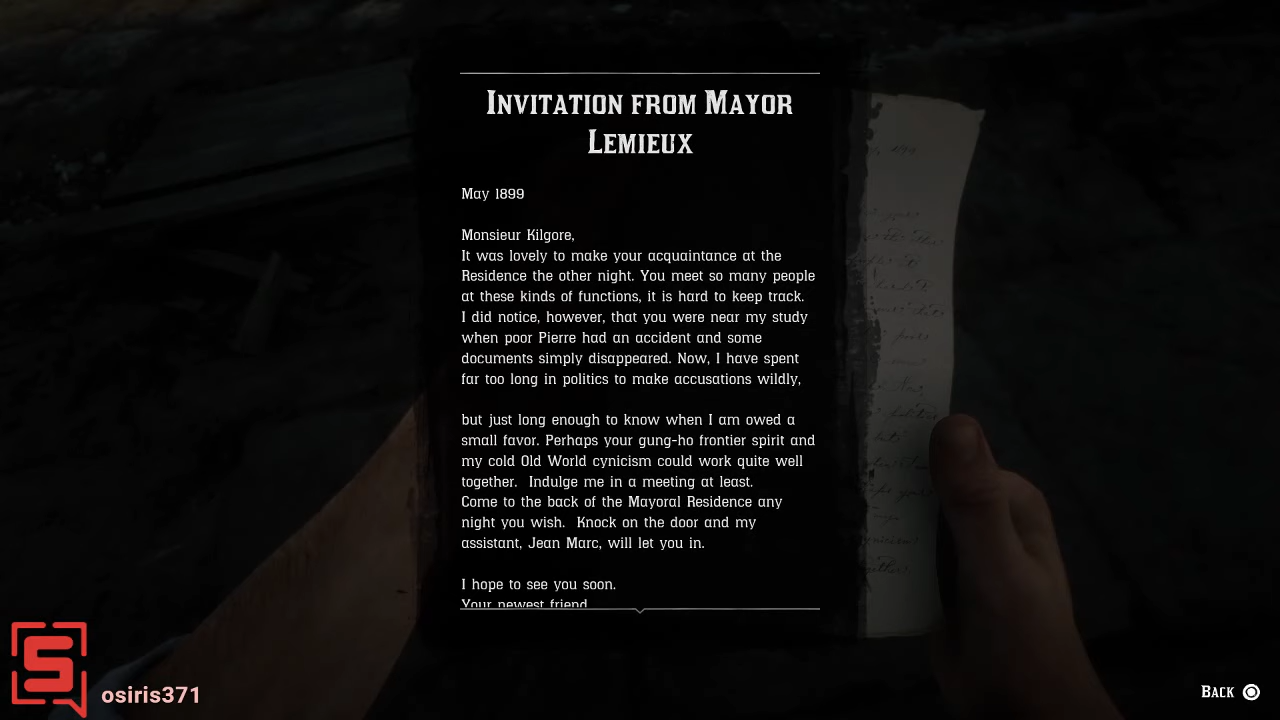 Invitation from Mayor
Lemieux
May 1899
Monsieur Kilgore,
It was lovely to make your acquaintance at the
Residence the other night. You meet so many people
at these kinds of functions, it is hard to keep track.
I did notice, however, that you were near my study
when poor Pierre had an accident and some
documents simply disappeared. Now, I have spent
far too long in politics to make accusations wildly,
but just long enough to know when I am owed a
small favor. Perhaps your gung-ho frontier spirit and
my cold Old World cynicism could work quite well
together. Indulge me in a meeting at least.
Come to the back of the Mayoral Residence any
night you wish. Knock on the door and my
assistant, Jean Marc, will let you in.
I hope to see you soon.
Your newest friend
osiris371
Back